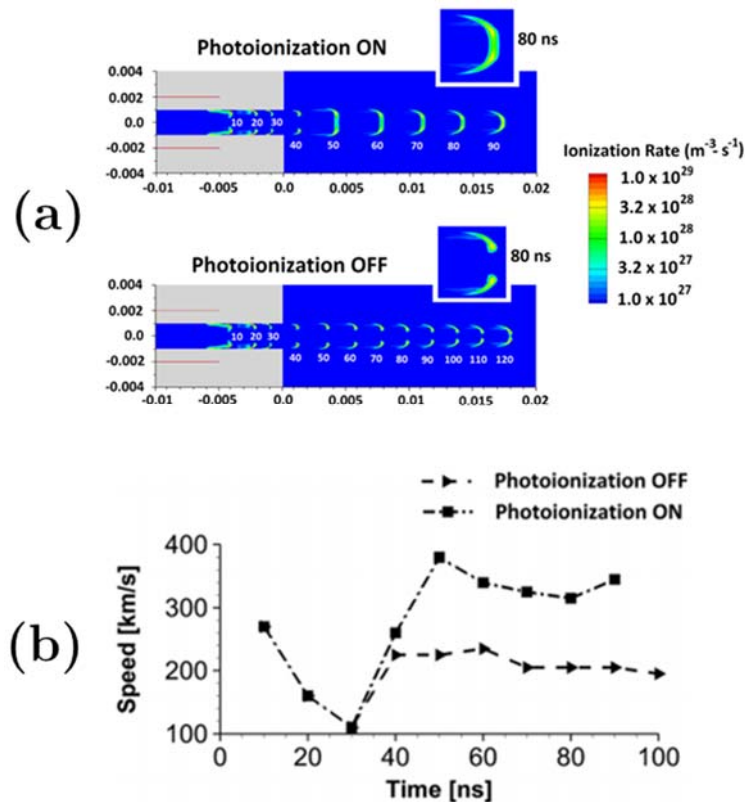 (a)
Photoionization ON
80 ns
0.004
0.002
0.0
-0.002
-0.004
10 20 30 40 50 60 70 80 90
-0.01 -0.005 0.0 0.005 0.01 0.015 0.02
Ionization Rate (m⁻³- s⁻¹)
1.0 x 10²⁹
3.2 x 10²⁸
1.0 x 10²⁸
3.2 x 10²⁷
1.0 x 10²⁷
Photoionization OFF
80 ns
0.004
0.002
0.0
-0.002
-0.004
10 20 30 40 50 60 70 80 90 100 110 120
-0.01 -0.005 0.0 0.005 0.01 0.015 0.02
(b)
Photoionization OFF
Photoionization ON
Speed [km/s]
400
300
200
100
0 20 40 60 80 100
Time [ns]